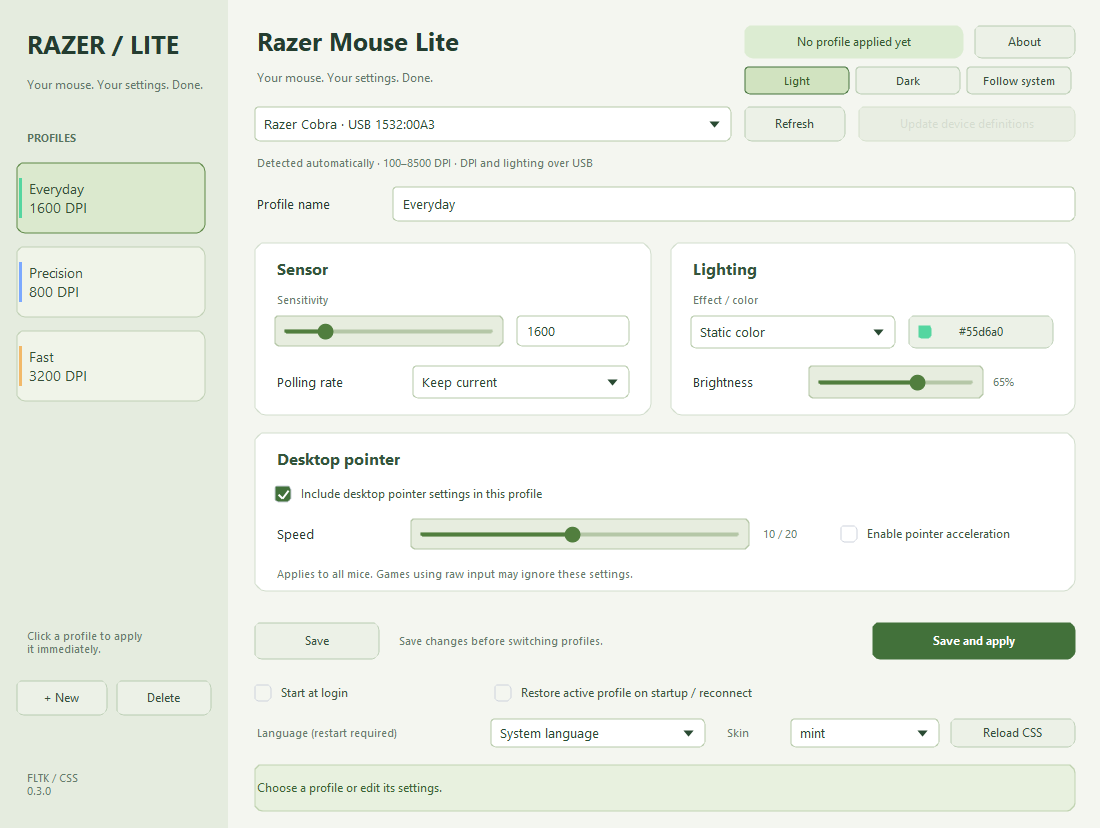 RAZER / LITE
Your mouse. Your settings. Done.
PROFILES
Everyday
1600 DPI
Precision
800 DPI
Fast
3200 DPI
Click a profile to apply
it immediately.
+ New
Delete
FLTK / CSS
0.3.0
Razer Mouse Lite
Your mouse. Your settings. Done.
No profile applied yet
About
Light
Dark
Follow system
Razer Cobra · USB 1532:00A3
Refresh
Update device definitions
Detected automatically · 100–8500 DPI · DPI and lighting over USB
Profile name
Everyday
Sensor
Sensitivity
1600
Polling rate
Keep current
Lighting
Effect / color
Static color
#55d6a0
Brightness
65%
Desktop pointer
Include desktop pointer settings in this profile
Speed
10 / 20
Enable pointer acceleration
Applies to all mice. Games using raw input may ignore these settings.
Save
Save changes before switching profiles.
Save and apply
Start at login
Restore active profile on startup / reconnect
Language (restart required)
System language
Skin
mint
Reload CSS
Choose a profile or edit its settings.